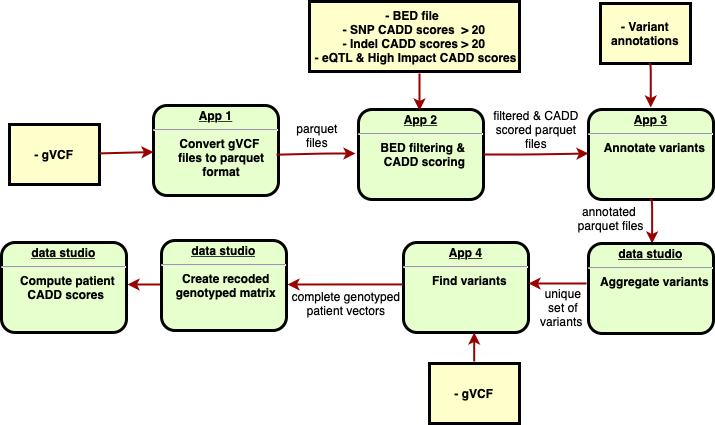 - BED file
- SNP CADD scores > 20
- Indel CADD scores > 20
- eQTL & High Impact CADD scores
- Variant
annotations
- gVCF
App 1
Convert gVCF
files to parquet
format
parquet
files
App 2
BED filtering &
CADD scoring
filtered & CADD
scored parquet
files
App 3
Annotate variants
annotated
parquet files
data studio
Aggregate variants
unique
set of
variants
App 4
Find variants
- gVCF
complete genotyped
patient vectors
data studio
Create recoded
genotyped matrix
data studio
Compute patient
CADD scores